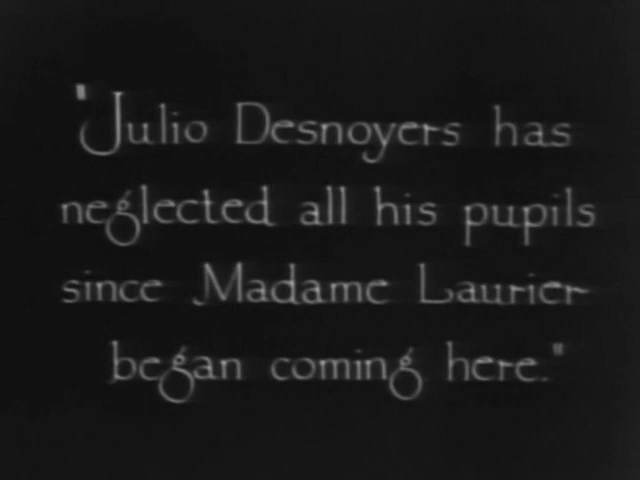 "Julio Desnoyers has
neglected all his pupils
since Madame Laurier
began coming here."